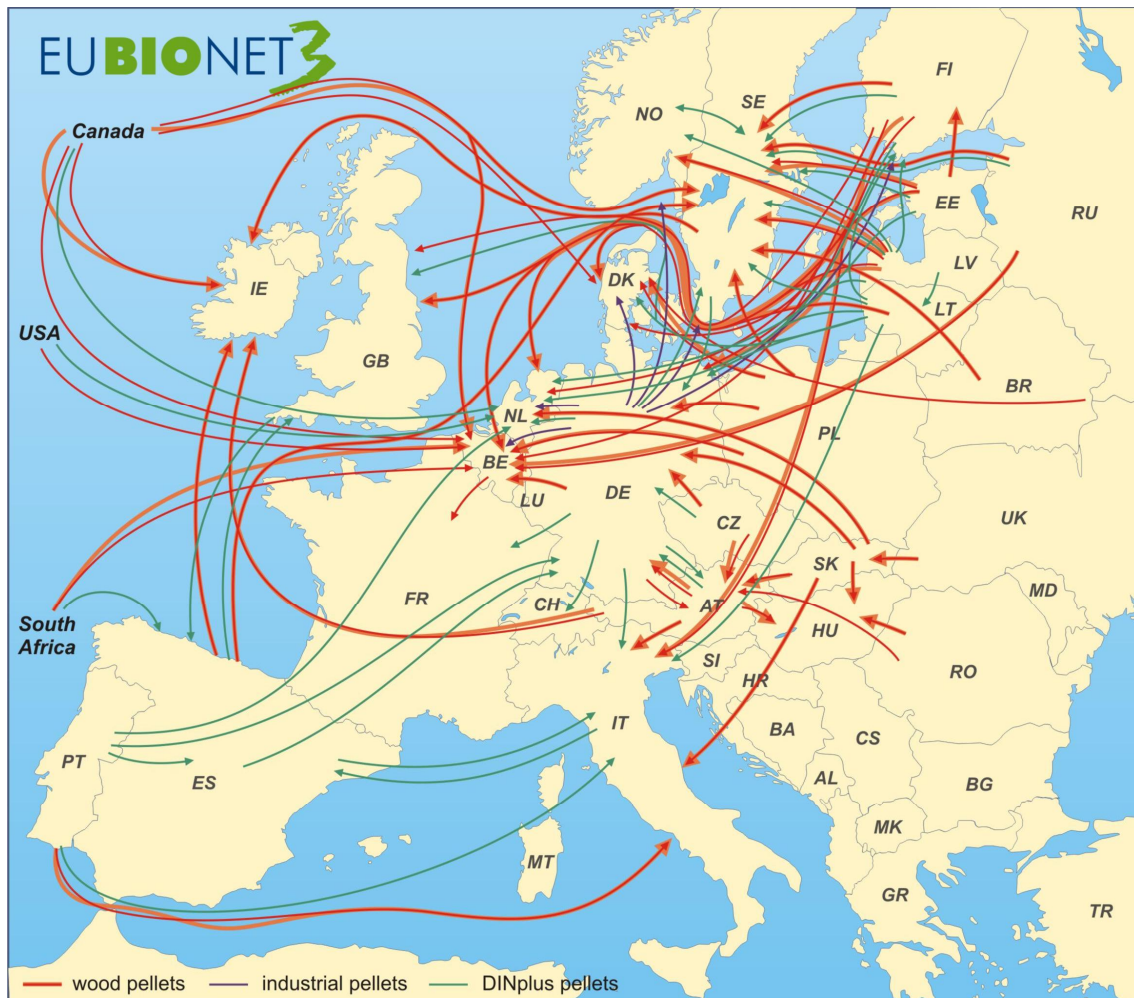 EUBIONET3
FI
SE
NO
Canada
EE
RU
LV
IE
DK
LT
USA
GB
BR
NL
PL
BE
DE
LU
CZ
UK
SK
MD
FR
CH
AT
South
Africa
HU
SI
RO
HR
IT
BA
CS
PT
ES
AL
BG
MK
MT
GR
TR
wood pellets
industrial pellets
DINplus pellets